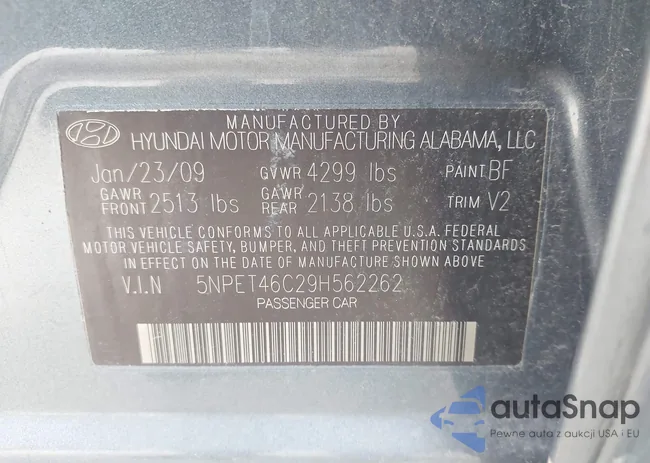 MANUFACTURED BY
HYUNDAI MOTOR MANUFACTURING ALABAMA, LLC
Jan/23/09 GVWR 4299 lbs PAINT BF
GAWR FRONT 2513 lbs GAWR REAR 2138 lbs TRIM V2
THIS VEHICLE CONFORMS TO ALL APPLICABLE U.S.A. FEDERAL
MOTOR VEHICLE SAFETY, BUMPER, AND THEFT PREVENTION STANDARDS
IN EFFECT ON THE DATE OF MANUFACTURE SHOWN ABOVE
V.I.N 5NPET46C29H562262
PASSENGER CAR
autaSnap
Pewne auta z aukcji USA i EU